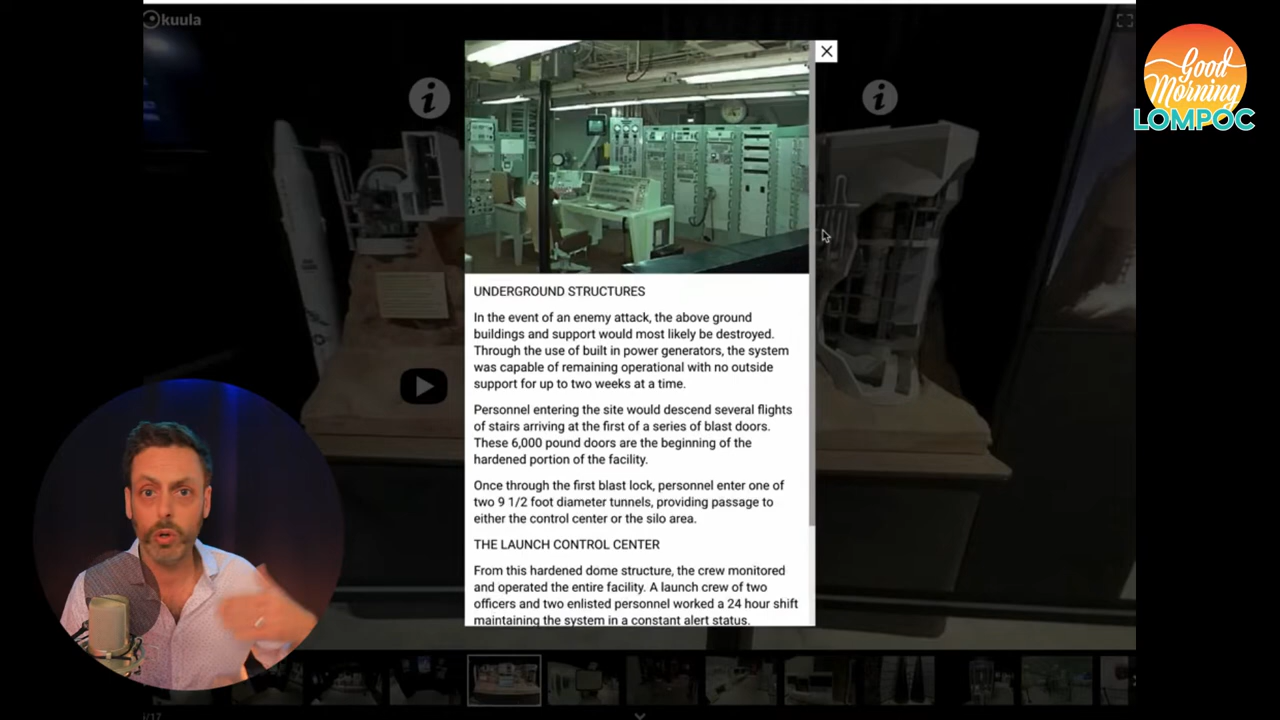 kuula
Good
Morning
LOMPOC
UNDERGROUND STRUCTURES
In the event of an enemy attack, the above ground
buildings and support would most likely be destroyed.
Through the use of built in power generators, the system
was capable of remaining operational with no outside
support for up to two weeks at a time.
Personnel entering the site would descend several flights
of stairs arriving at the first of a series of blast doors.
These 6,000 pound doors are the beginning of the
hardened portion of the facility.
Once through the first blast lock, personnel enter one of
two 9 1/2 foot diameter tunnels, providing passage to
either the control center or the silo area.
THE LAUNCH CONTROL CENTER
From this hardened dome structure, the crew monitored
and operated the entire facility. A launch crew of two
officers and two enlisted personnel worked a 24 hour shift
maintaining the system in a constant alert status.